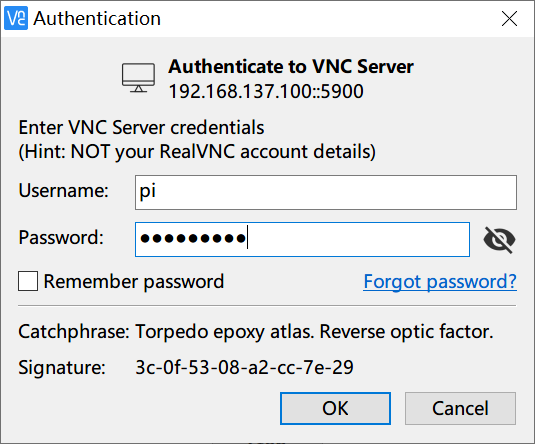 Authentication
Authenticate to VNC Server
192.168.137.100::5900
Enter VNC Server credentials
(Hint: NOT your RealVNC account details)
Username: pi
Password: ●●●●●●●●●
Remember password Forgot password?
Catchphrase: Torpedo epoxy atlas. Reverse optic factor.
Signature: 3c-0f-53-08-a2-cc-7e-29
OK Cancel